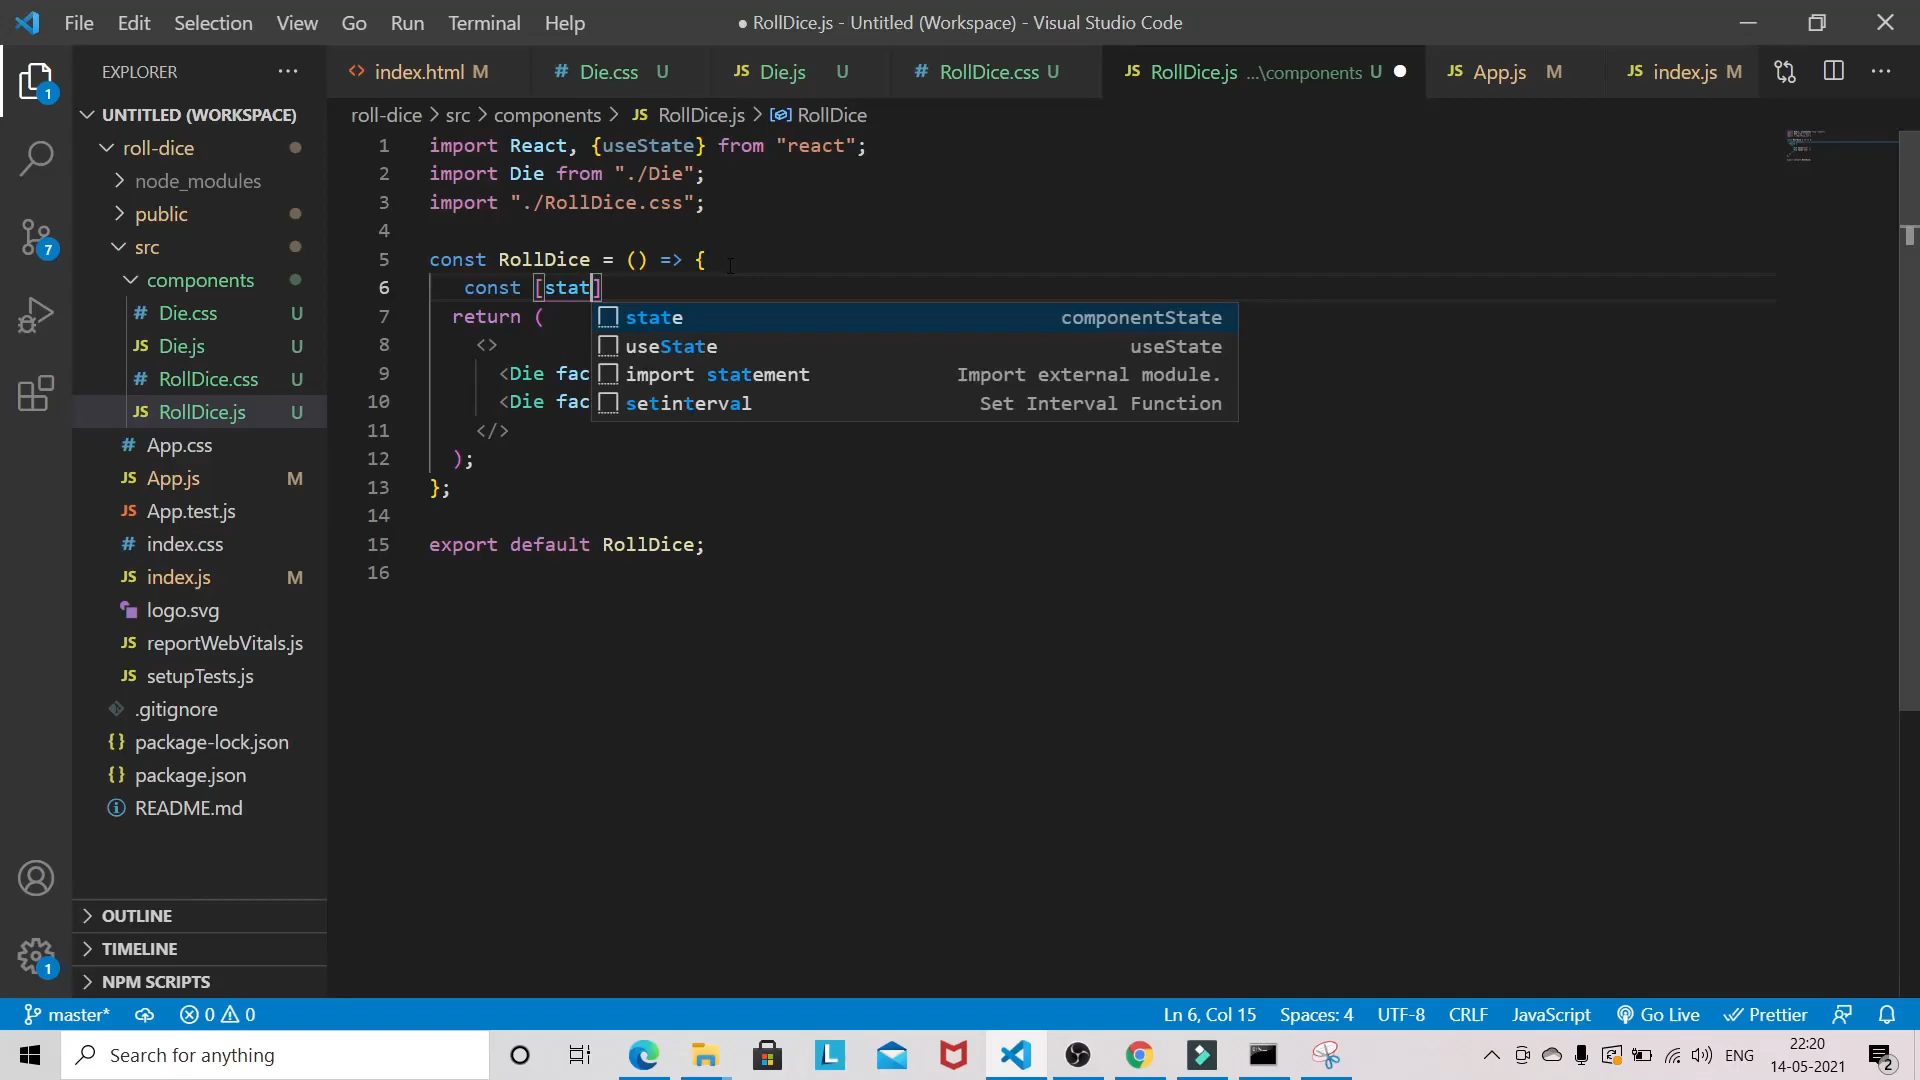 File Edit Selection View Go Run Terminal Help
● RollDice.js - Untitled (Workspace) - Visual Studio Code
EXPLORER
index.html M
Die.css U
Die.js U
RollDice.css U
RollDice.js ...\components U
App.js M
index.js M
UNTITLED (WORKSPACE)
roll-dice
node_modules
public
src
components
Die.css U
Die.js U
RollDice.css U
RollDice.js U
App.css
App.js M
App.test.js
index.css
index.js M
logo.svg
reportWebVitals.js
setupTests.js
.gitignore
package-lock.json
package.json
README.md
OUTLINE
TIMELINE
NPM SCRIPTS
1
7
1
roll-dice > src > components > JS RollDice.js > RollDice
1 import React, {useState} from "react";
2 import Die from "./Die";
3 import "./RollDice.css";
4
5 const RollDice = () => {
6 const [stat]
7 return (
8 <>
9 <Die fac
10 <Die fac
11 </>
12 );
13 };
14
15 export default RollDice;
16
state componentState
useState useState
import statement Import external module.
setinterval Set Interval Function
master* 0 0 Ln 6, Col 15 Spaces: 4 UTF-8 CRLF JavaScript Go Live Prettier
Search for anything
ENG
22:20
14-05-2021
2